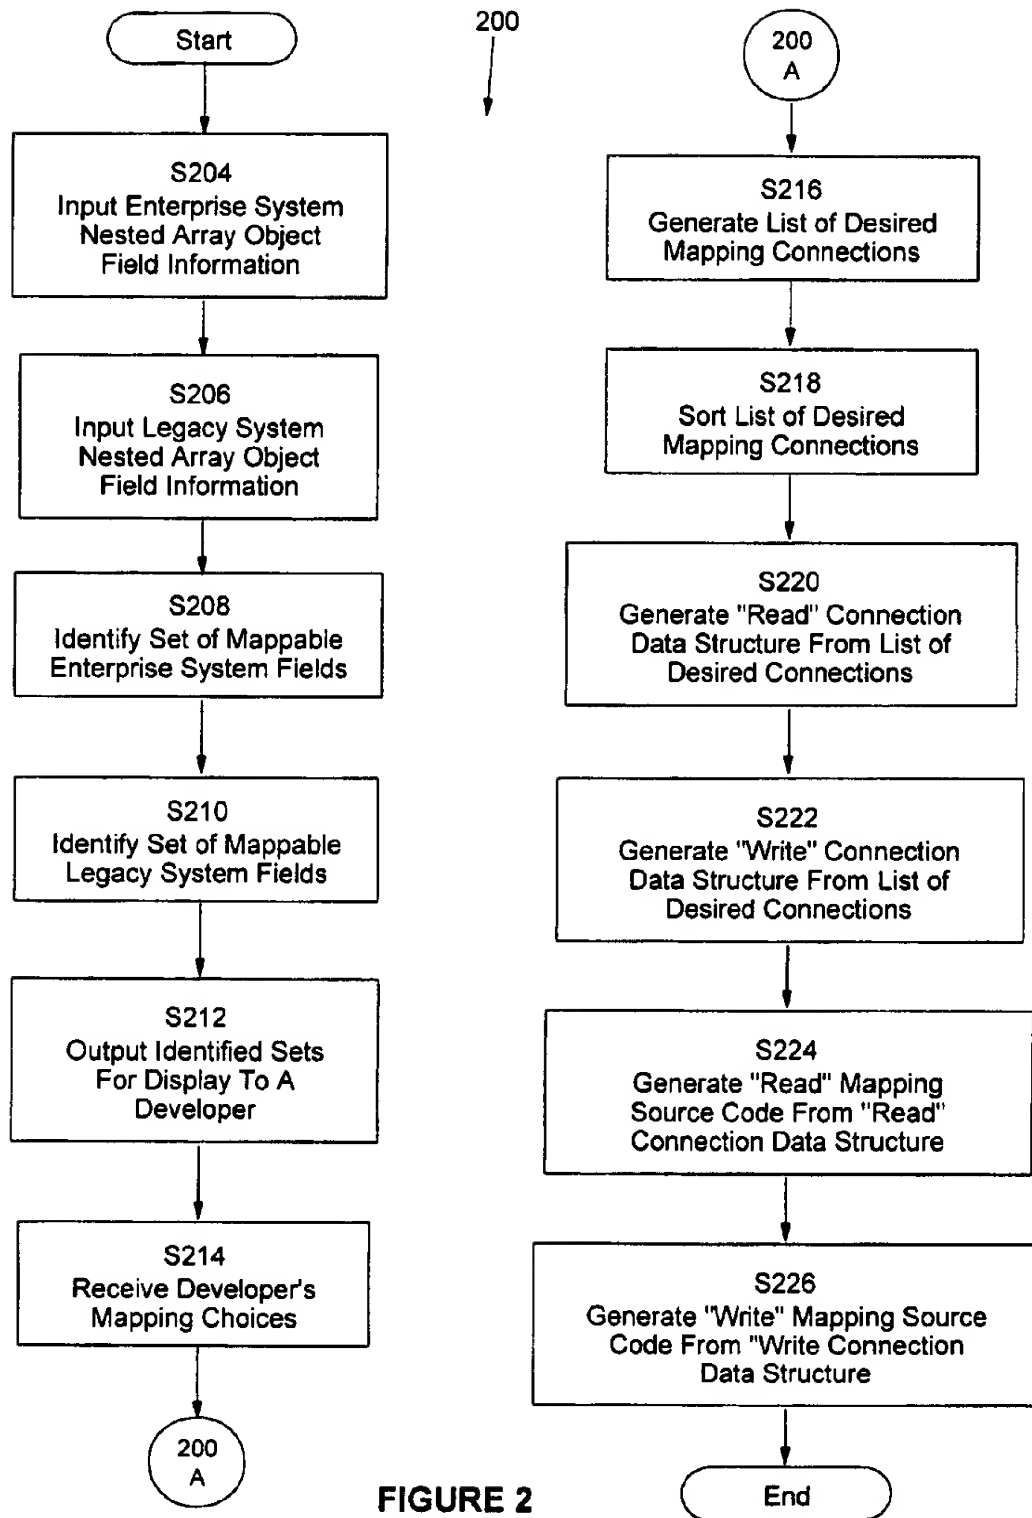 Start
S204
Input Enterprise System
Nested Array Object
Field Information
S206
Input Legacy System
Nested Array Object
Field Information
S208
Identify Set of Mappable
Enterprise System Fields
S210
Identify Set of Mappable
Legacy System Fields
S212
Output Identified Sets
For Display To A
Developer
S214
Receive Developer's
Mapping Choices
200
A
200
200
A
S216
Generate List of Desired
Mapping Connections
S218
Sort List of Desired
Mapping Connections
S220
Generate "Read" Connection
Data Structure From List of
Desired Connections
S222
Generate "Write" Connection
Data Structure From List of
Desired Connections
S224
Generate "Read" Mapping
Source Code From "Read"
Connection Data Structure
S226
Generate "Write" Mapping Source
Code From "Write Connection
Data Structure
End
FIGURE 2